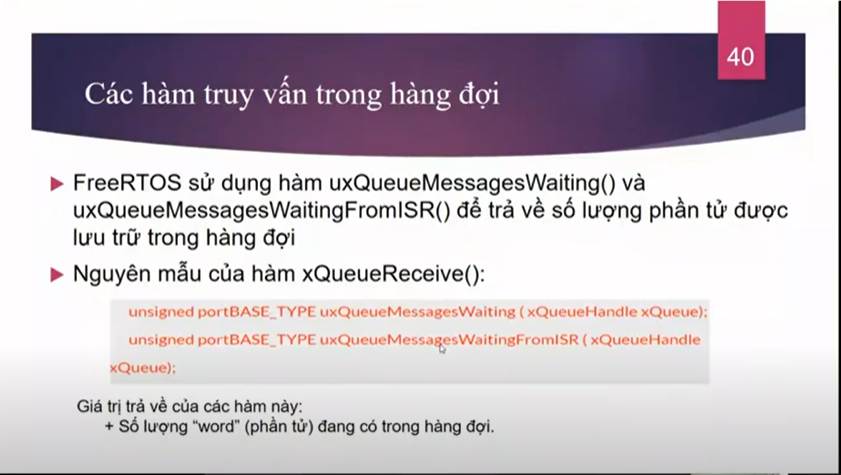 40
Các hàm truy vấn trong hàng đợi
FreeRTOS sử dụng hàm uxQueueMessagesWaiting() và
uxQueueMessagesWaitingFromISR() để trả về số lượng phần tử được
lưu trữ trong hàng đợi
Nguyên mẫu của hàm xQueueReceive():
unsigned portBASE_TYPE uxQueueMessagesWaiting ( xQueueHandle xQueue);
unsigned portBASE_TYPE uxQueueMessagesWaitingFromISR ( xQueueHandle
xQueue);
Giá trị trả về của các hàm này:
+ Số lượng “word” (phần tử) đang có trong hàng đợi.